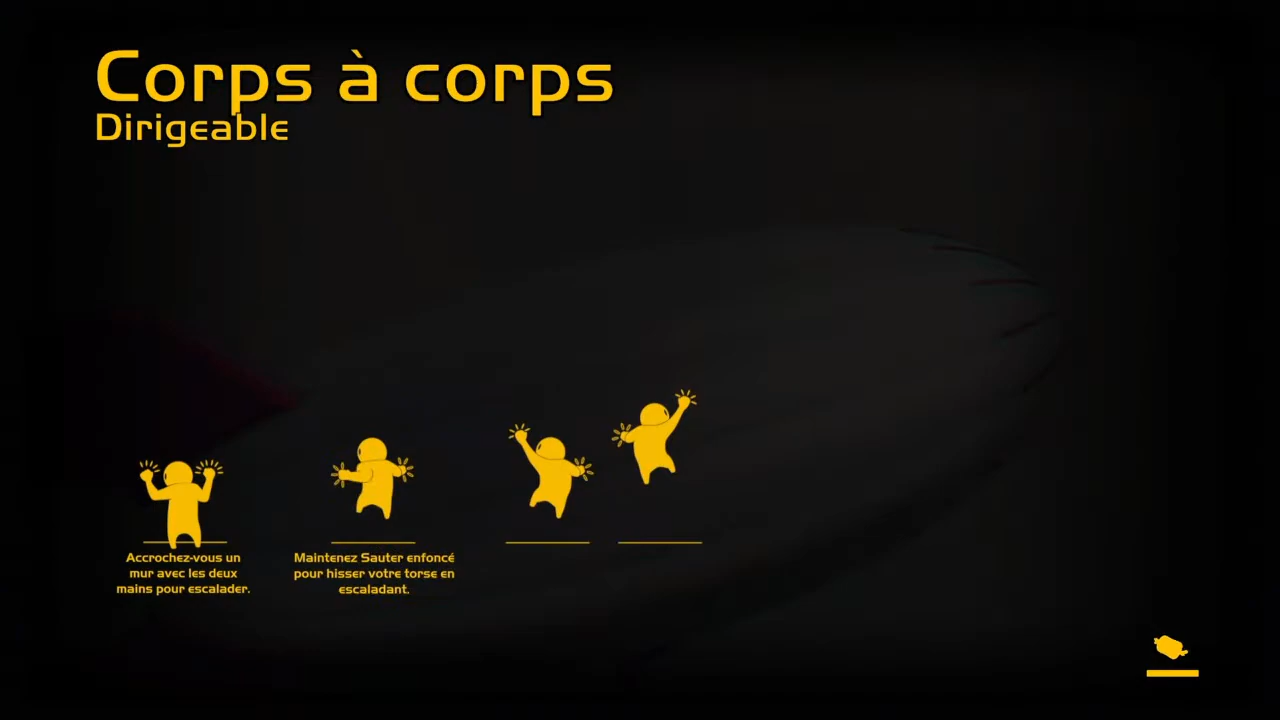 Corps à corps
Dirigeable
Accrochez-vous un
mur avec les deux
mains pour escalader.
Maintenez Sauter enfoncé
pour hisser votre torse en
escaladant.